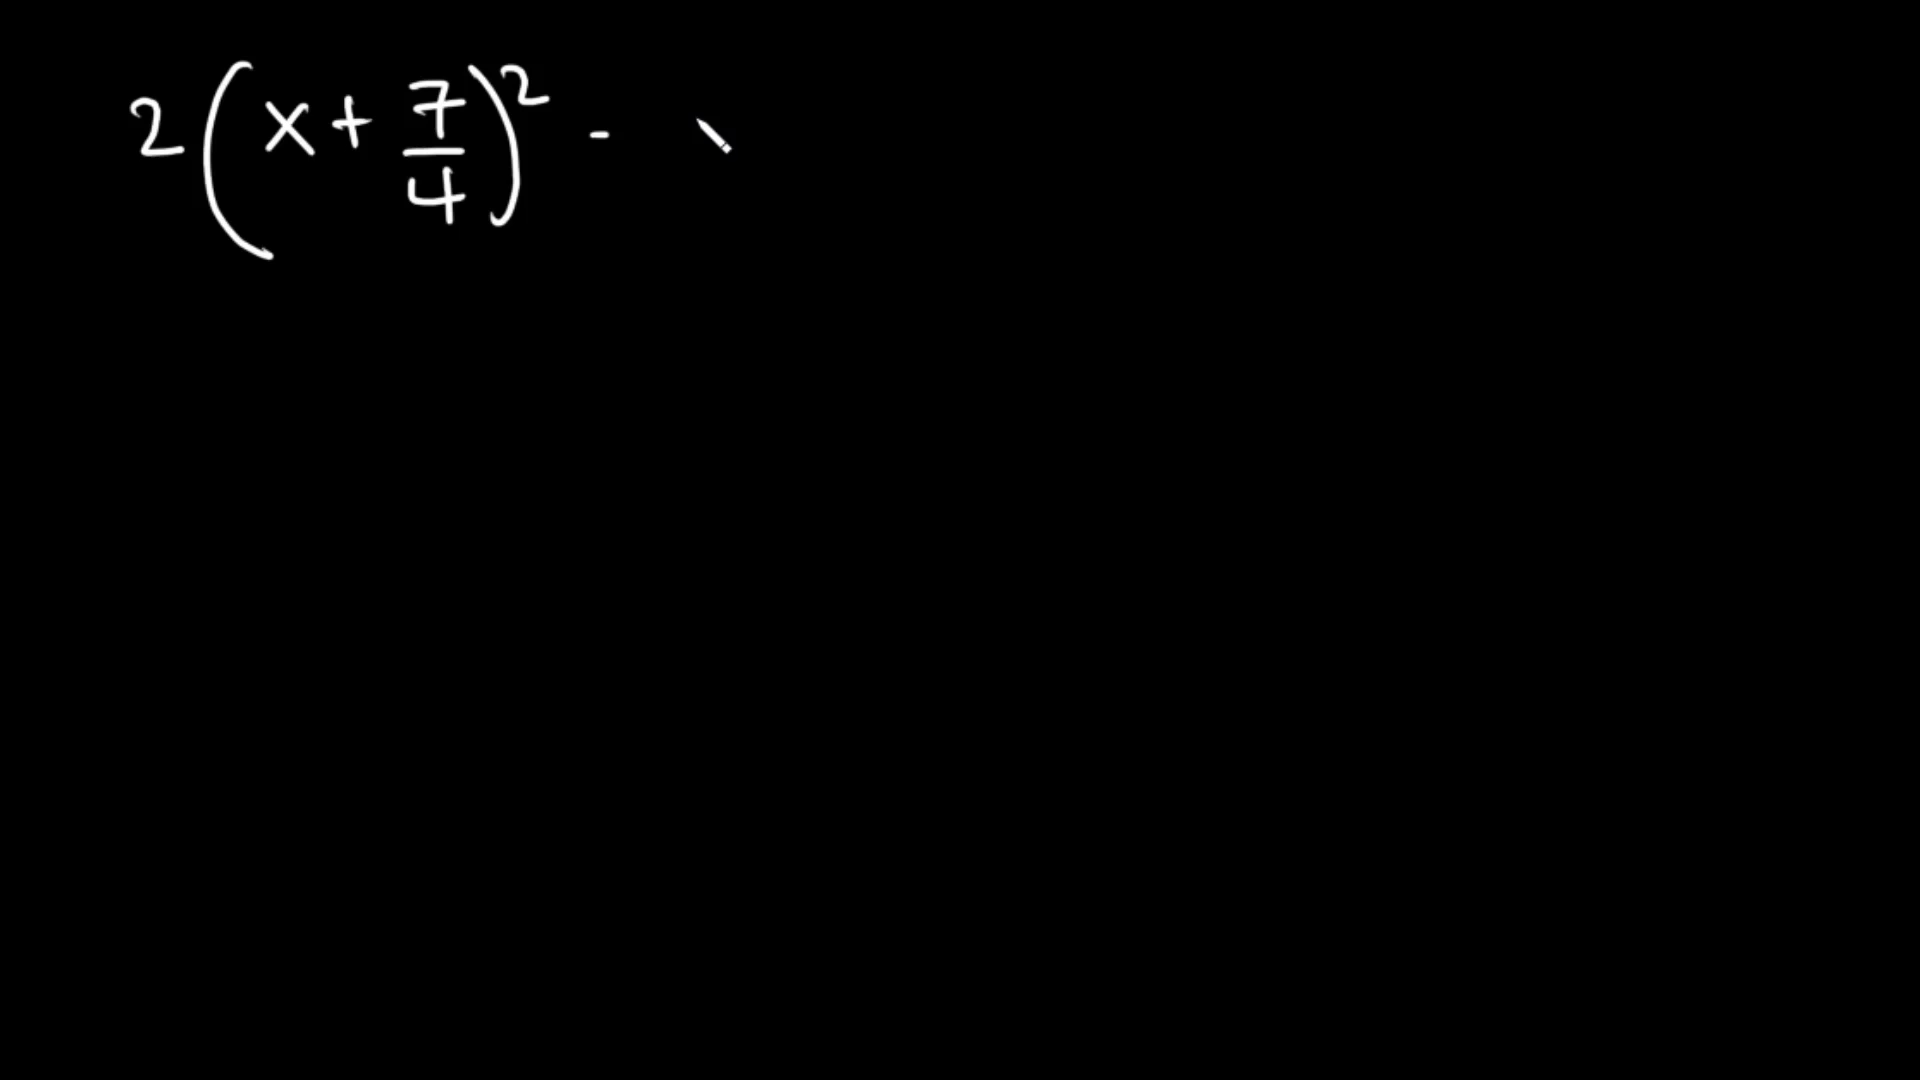 2(x + 7/4)² -